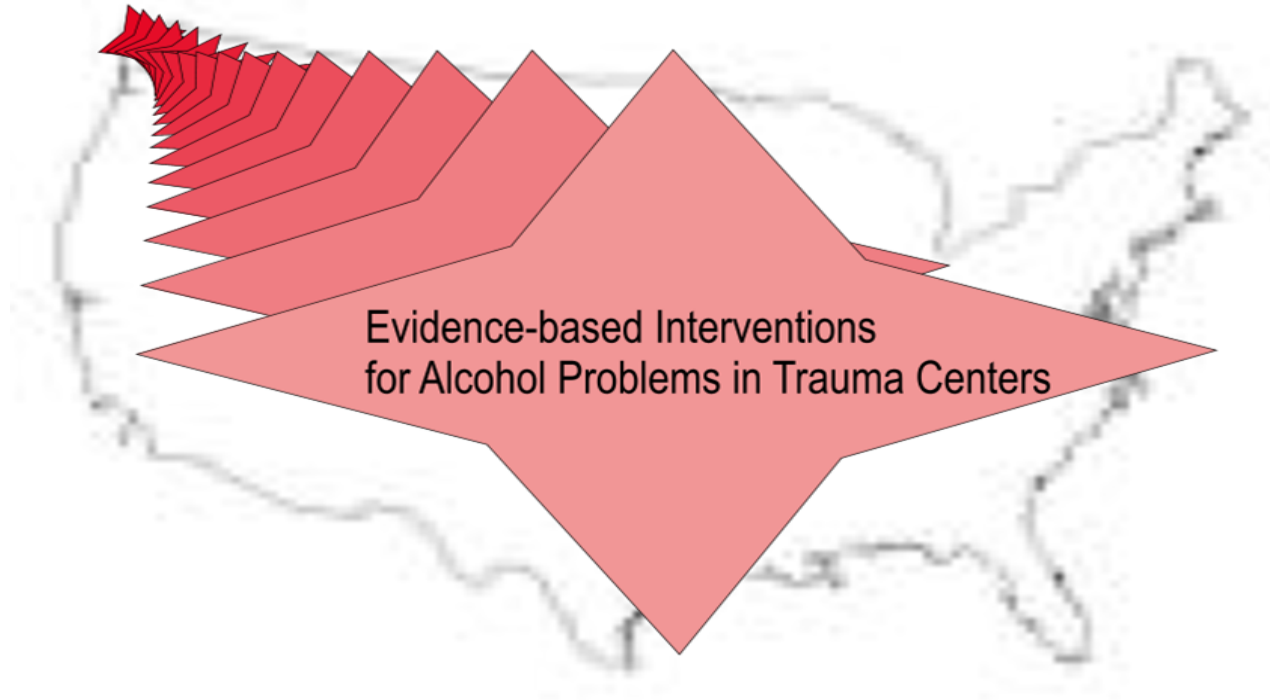 Evidence-based Interventions
for Alcohol Problems in Trauma Centers